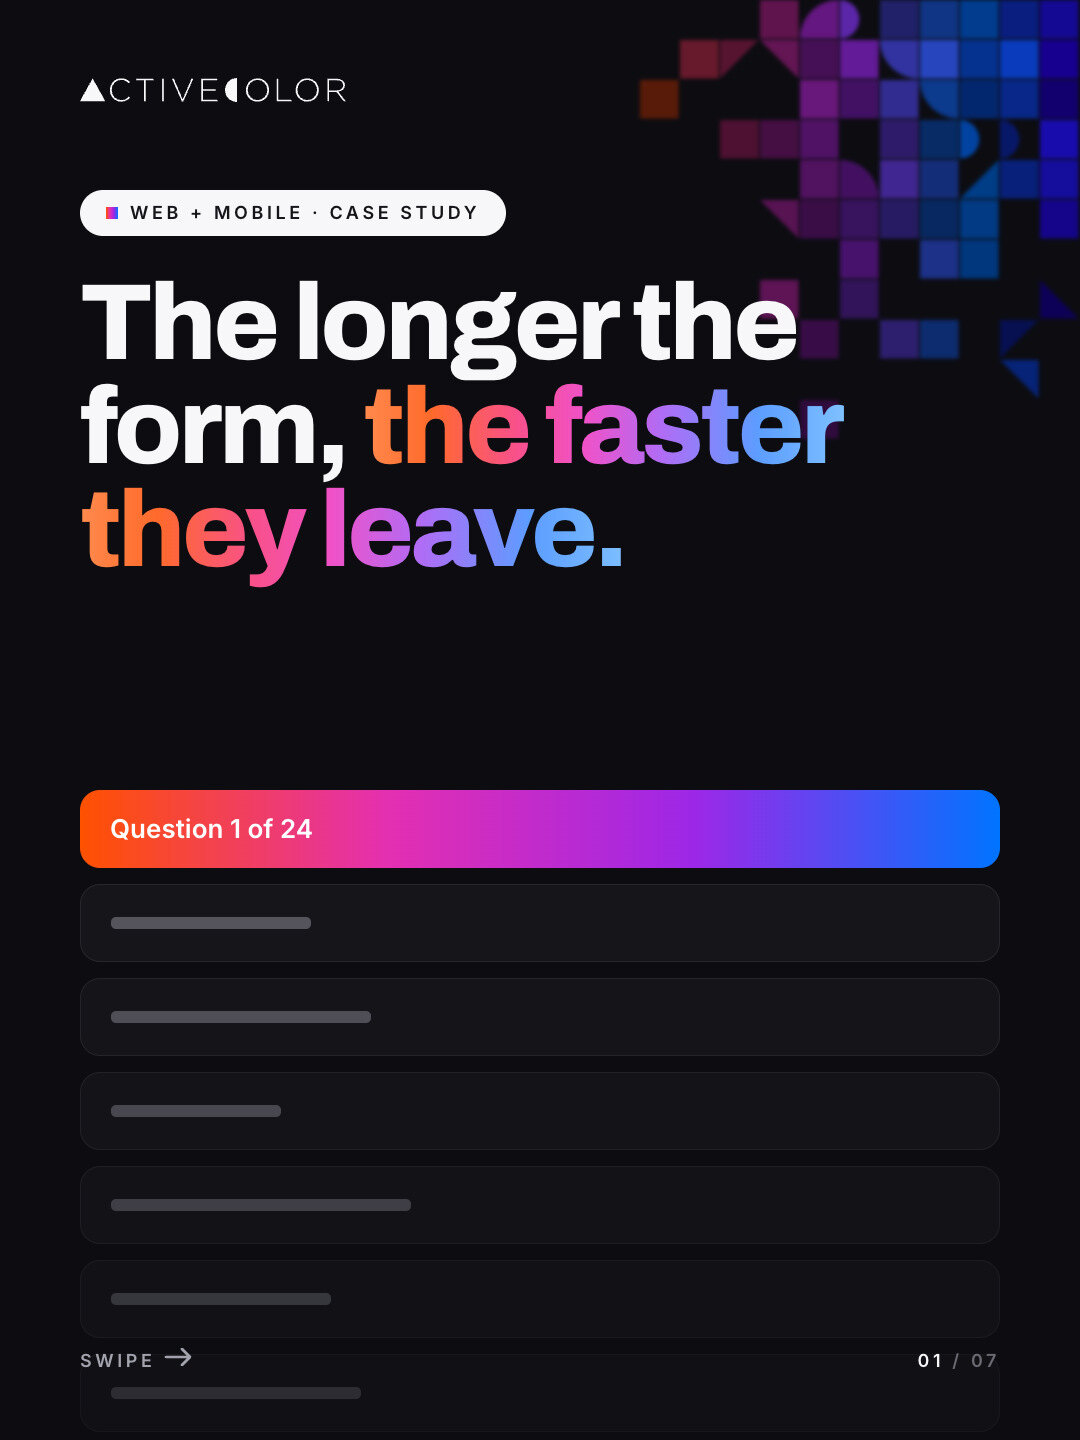 ACTIVECOLOR
WEB + MOBILE · CASE STUDY
The longer the
form, the faster
they leave.
Question 1 of 24
SWIPE →
01 / 07